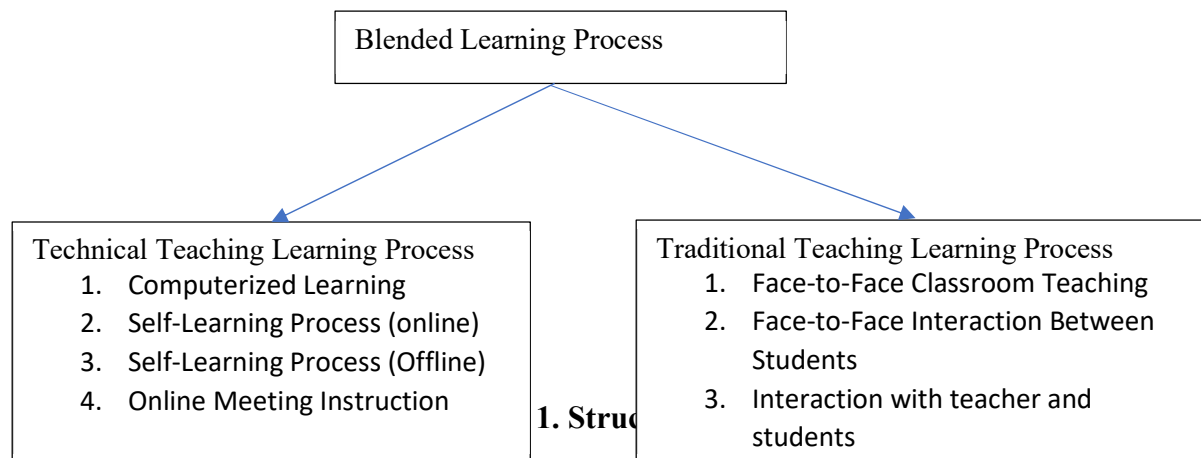 Blended Learning Process
Technical Teaching Learning Process
1. Computerized Learning
2. Self-Learning Process (online)
3. Self-Learning Process (Offline)
4. Online Meeting Instruction
Traditional Teaching Learning Process
1. Face-to-Face Classroom Teaching
2. Face-to-Face Interaction Between
Students
3. Interaction with teacher and
students
1.